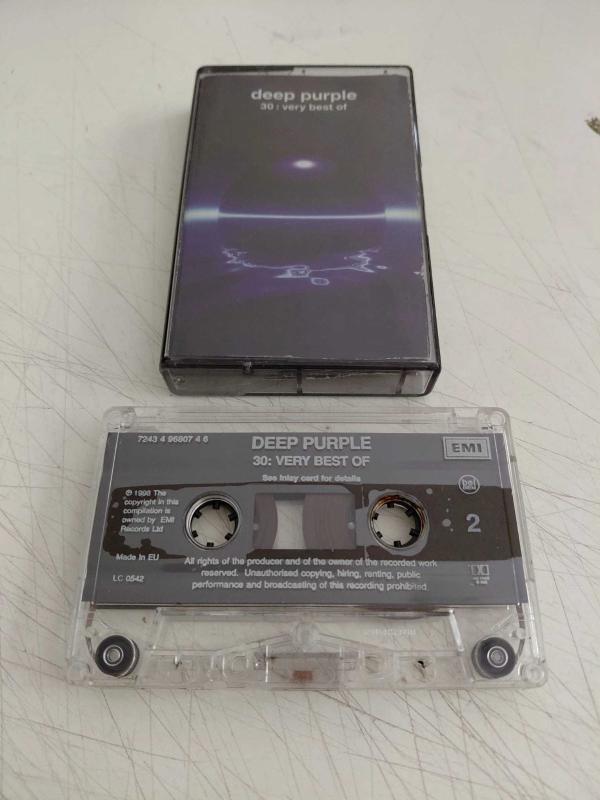 deep purple
30 : very best of
7243 4 96807 4 6
DEEP PURPLE
EMI
30: VERY BEST OF
See inlay card for details
℗ 1998 The
copyright in this
compilation is
owned by EMI
Records Ltd
2
Made in EU
All rights of the producer and of the owner of the recorded work
reserved. Unauthorised copying, hiring, renting, public
performance and broadcasting of this recording prohibited.
LC 0542